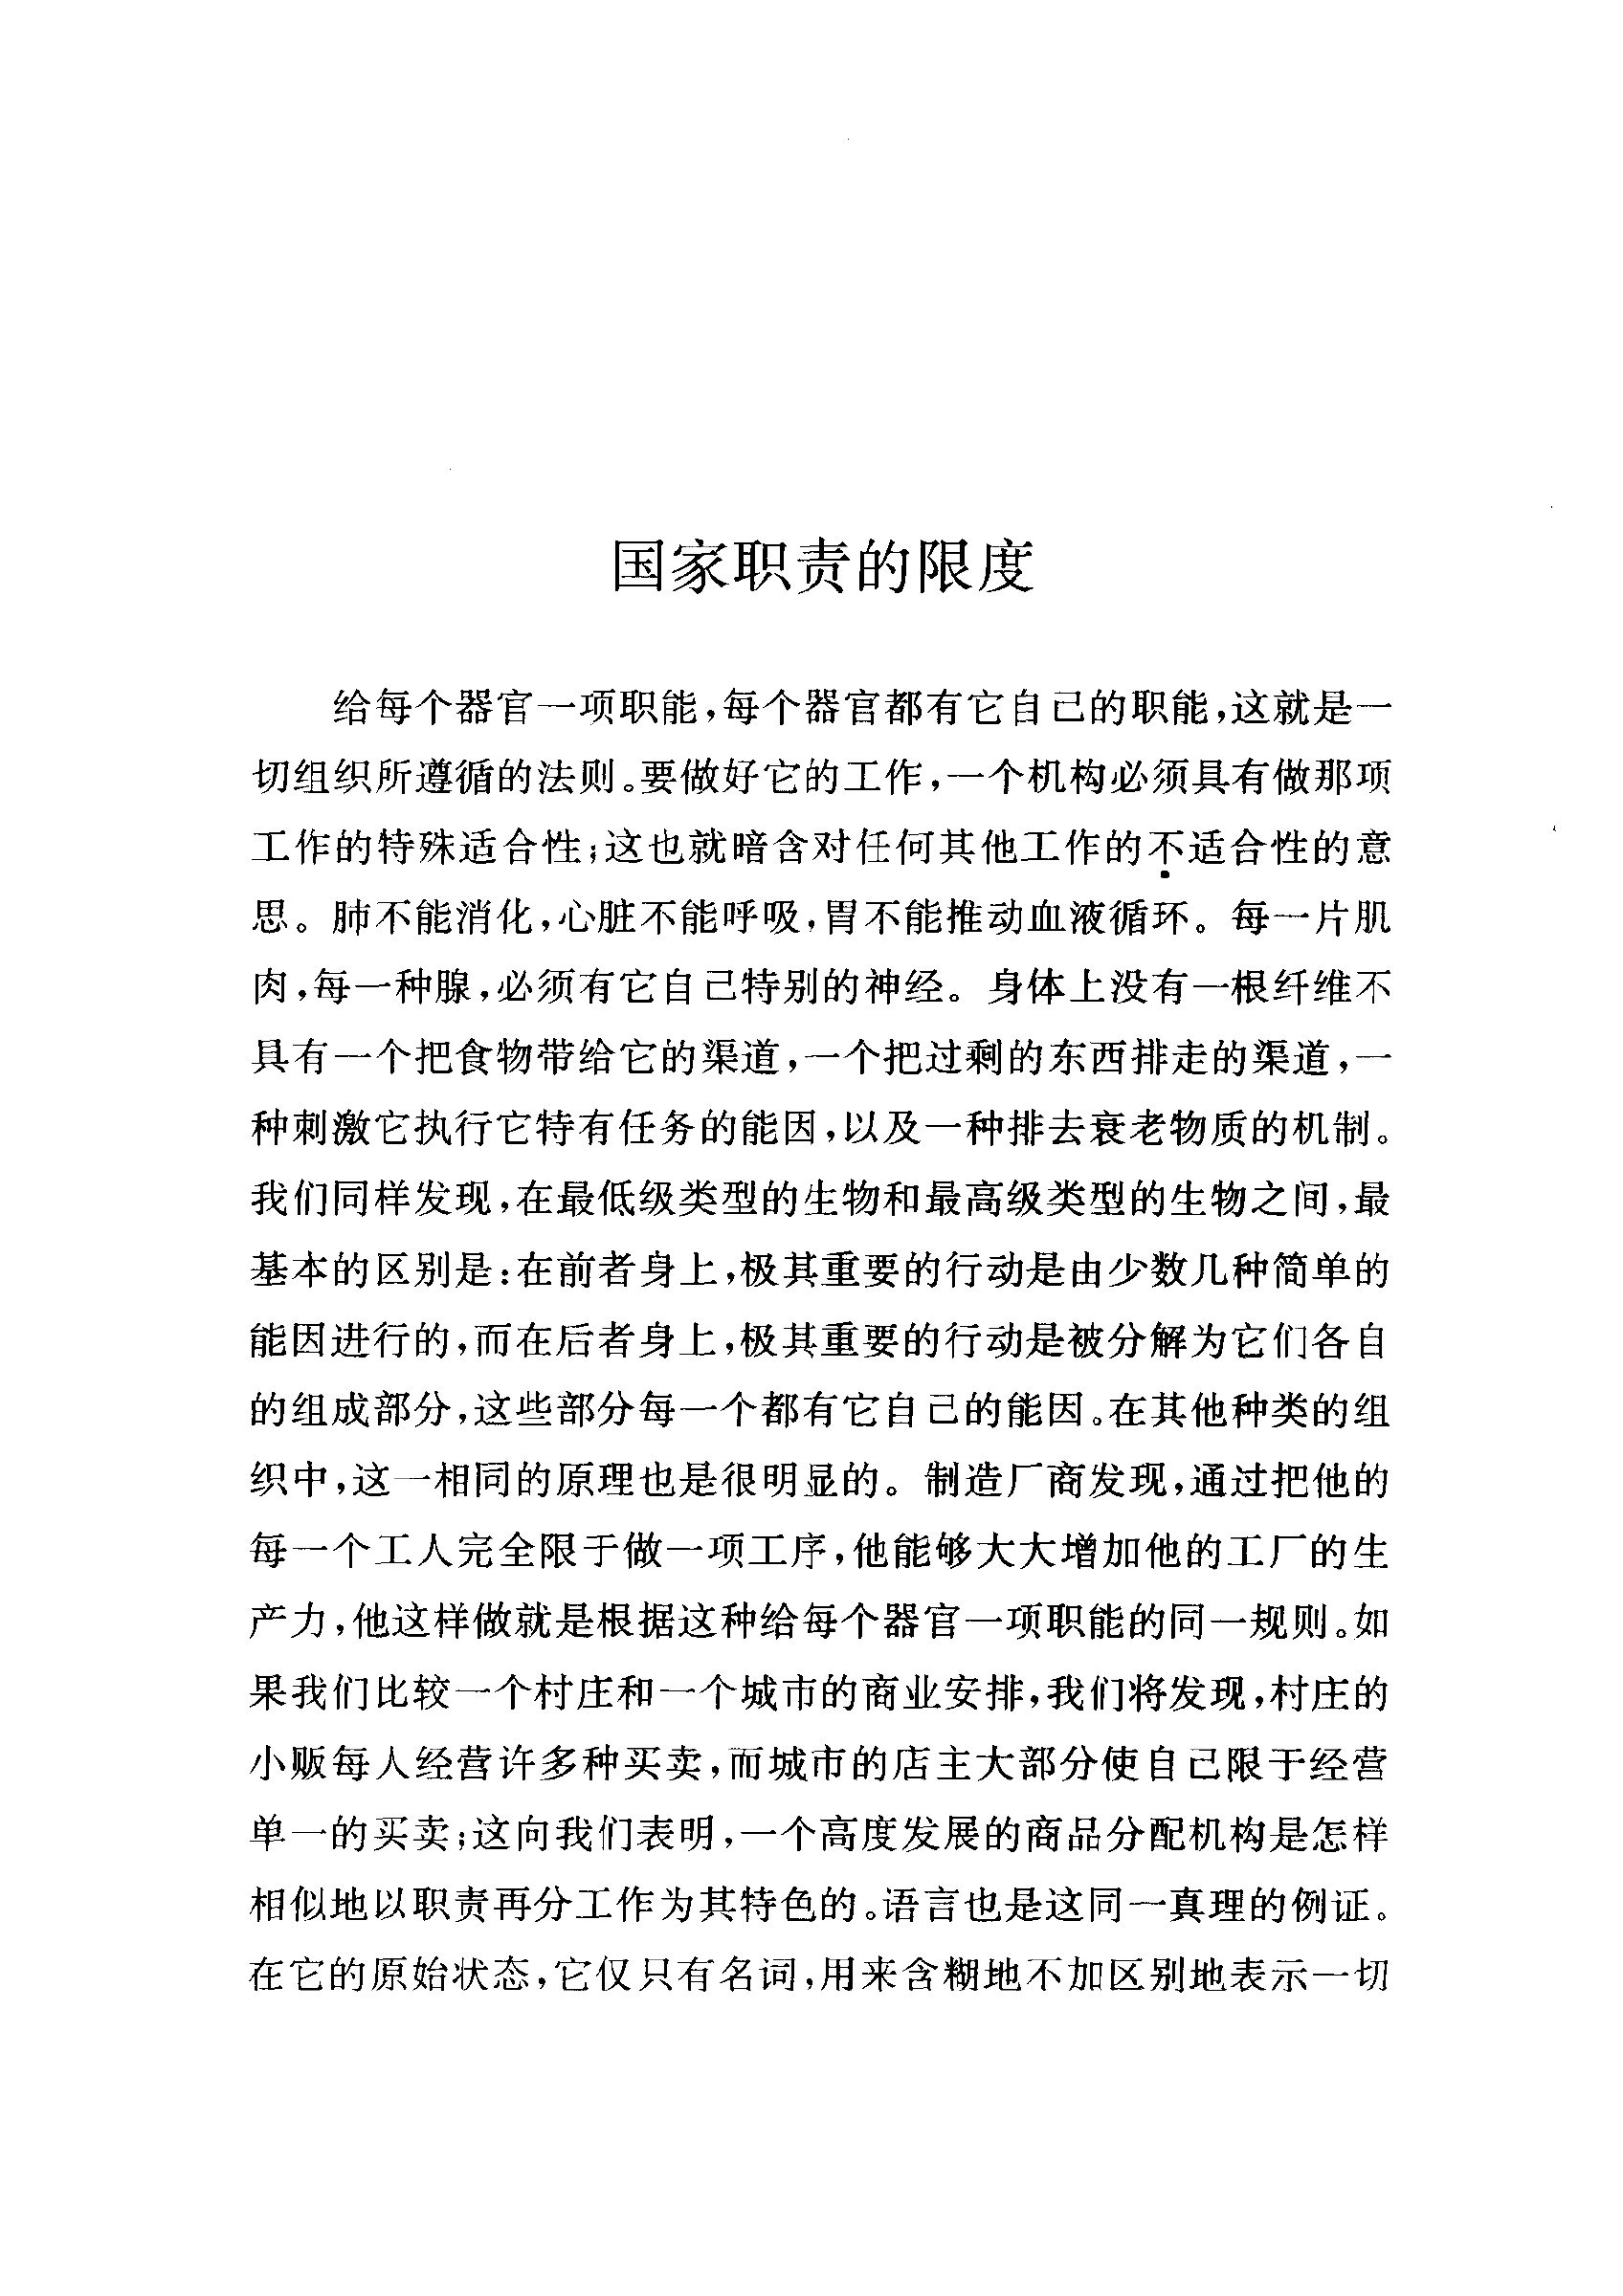 国家职责的限度
给每个器官一项职能,每个器官都有它自己的职能,这就是一
切组织所遵循的法则。要做好它的工作,一个机构必须具有做那项
工作的特殊适合性;这也就暗含对任何其他工作的不适合性的意
思。肺不能消化,心脏不能呼吸,胃不能推动血液循环。每一片肌
肉,每一种腺,必须有它自己特别的神经。身体上没有一根纤维不
具有一个把食物带给它的渠道,一个把过剩的东西排走的渠道,一
种刺激它执行它特有任务的能因,以及一种排去衰老物质的机制。
我们同样发现,在最低级类型的生物和最高级类型的生物之间,最
基本的区别是:在前者身上,极其重要的行动是由少数几种简单的
能因进行的,而在后者身上,极其重要的行动是被分解为它们各自
的组成部分,这些部分每一个都有它自己的能因。在其他种类的组
织中,这一相同的原理也是很明显的。制造厂商发现,通过把他的
每一个工人完全限于做一项工序,他能够大大增加他的工厂的生
产力,他这样做就是根据这种给每个器官一项职能的同一规则。如
果我们比较一个村庄和一个城市的商业安排,我们将发现,村庄的
小贩每人经营许多种买卖,而城市的店主大部分使自己限于经营
单一的买卖;这向我们表明,一个高度发展的商品分配机构是怎样
相似地以职责再分工作为其特色的。语言也是这同一真理的例证。
在它的原始状态,它仅只有名词,用来含糊地不加区别地表示一切